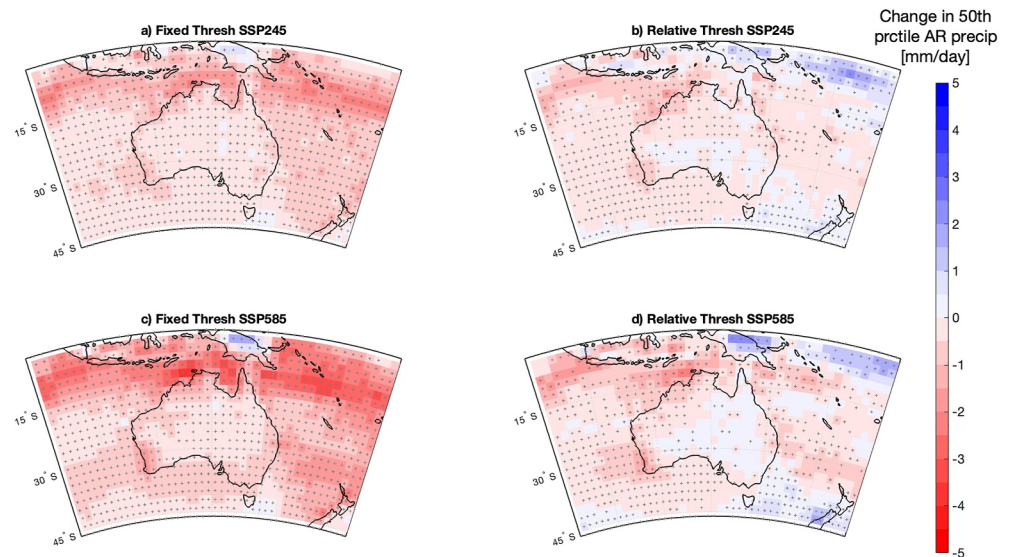 Change in 50th
prctile AR precip
[mm/day]
a) Fixed Thresh SSP245
15° S
30° S
45° S
b) Relative Thresh SSP245
15° S
30° S
45° S
c) Fixed Thresh SSP585
15° S
30° S
45° S
d) Relative Thresh SSP585
15° S
30° S
45° S
5
4
3
2
1
0
-1
-2
-3
-4
-5